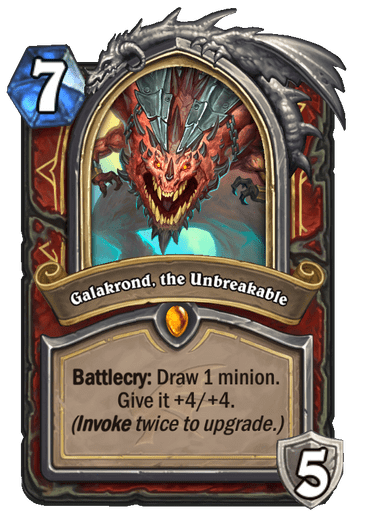 7
Galakrond, the Unbreakable
Battlecry: Draw 1 minion.
Give it +4/+4.
(Invoke twice to upgrade.)
5